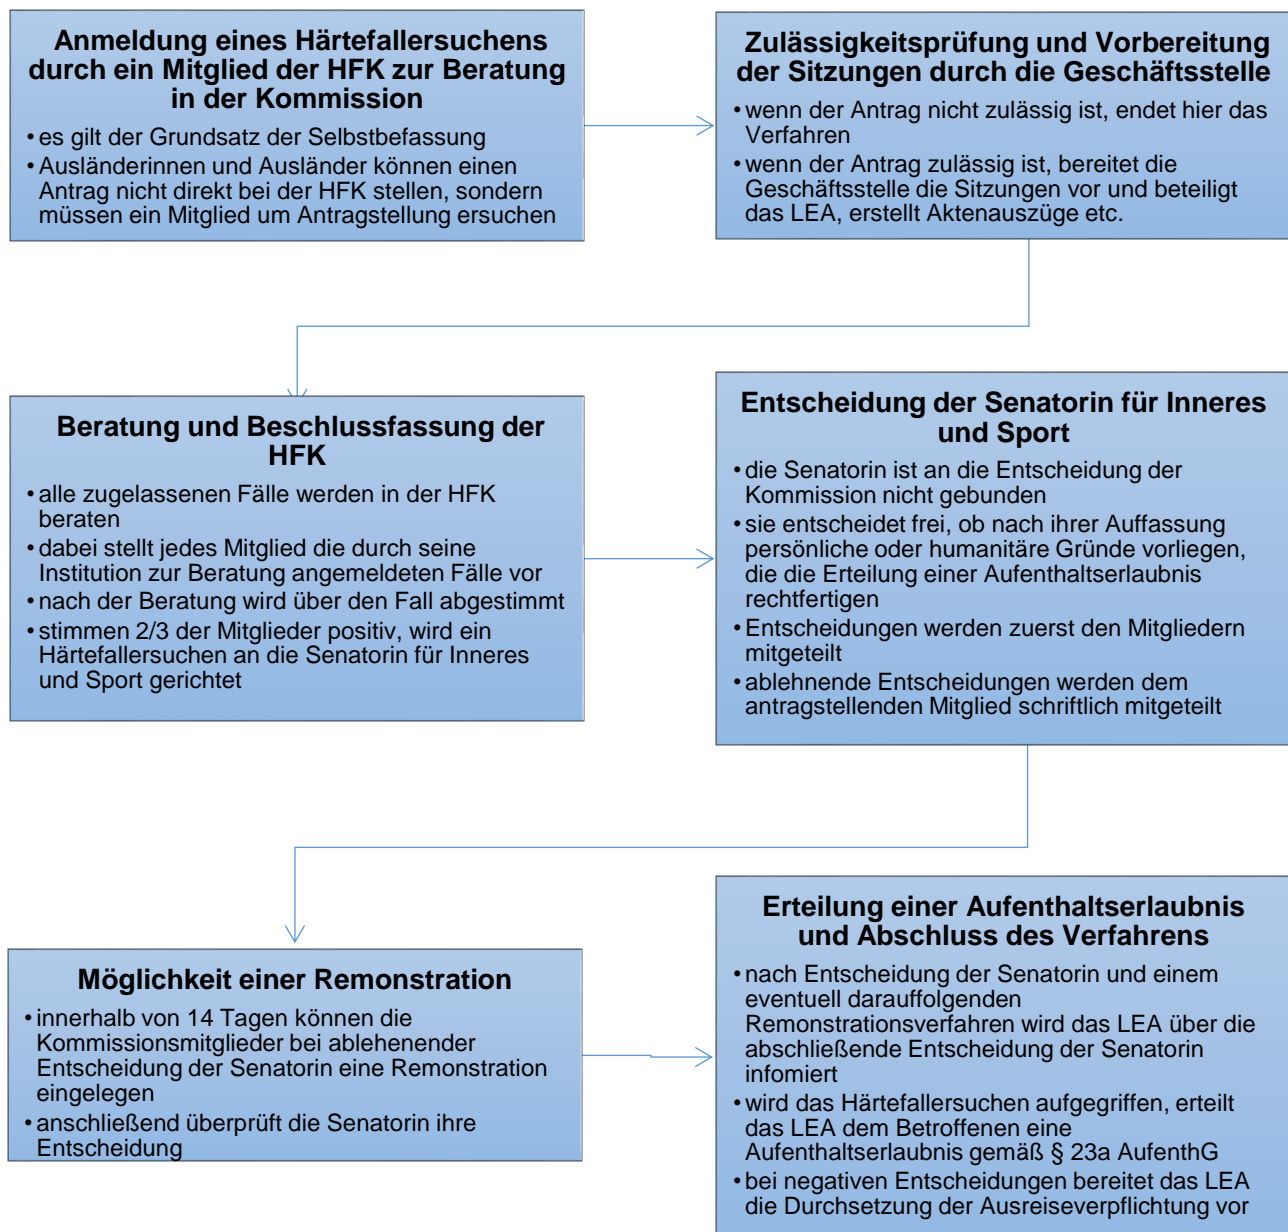 Anmeldung eines Härtefallersuchens
durch ein Mitglied der HFK zur Beratung
in der Kommission
• es gilt der Grundsatz der Selbstbefassung
• Ausländerinnen und Ausländer können einen
Antrag nicht direkt bei der HFK stellen, sondern
müssen ein Mitglied um Antragstellung ersuchen
Zulässigkeitsprüfung und Vorbereitung
der Sitzungen durch die Geschäftsstelle
• wenn der Antrag nicht zulässig ist, endet hier das
Verfahren
• wenn der Antrag zulässig ist, bereitet die
Geschäftsstelle die Sitzungen vor und beteiligt
das LEA, erstellt Aktenauszüge etc.
Beratung und Beschlussfassung der
HFK
• alle zugelassenen Fälle werden in der HFK
beraten
• dabei stellt jedes Mitglied die durch seine
Institution zur Beratung angemeldeten Fälle vor
• nach der Beratung wird über den Fall abgestimmt
• stimmen 2/3 der Mitglieder positiv, wird ein
Härtefallersuchen an die Senatorin für Inneres
und Sport gerichtet
Entscheidung der Senatorin für Inneres
und Sport
• die Senatorin ist an die Entscheidung der
Kommission nicht gebunden
• sie entscheidet frei, ob nach ihrer Auffassung
persönliche oder humanitäre Gründe vorliegen,
die die Erteilung einer Aufenthaltserlaubnis
rechtfertigen
• Entscheidungen werden zuerst den Mitgliedern
mitgeteilt
• ablehnende Entscheidungen werden dem
antragstellenden Mitglied schriftlich mitgeteilt
Möglichkeit einer Remonstration
• innerhalb von 14 Tagen können die
Kommissionsmitglieder bei ablehenender
Entscheidung der Senatorin eine Remonstration
eingelegen
• anschließend überprüft die Senatorin ihre
Entscheidung
Erteilung einer Aufenthaltserlaubnis
und Abschluss des Verfahrens
• nach Entscheidung der Senatorin und einem
eventuell darauffolgenden
Remonstrationsverfahren wird das LEA über die
abschließende Entscheidung der Senatorin
infomiert
• wird das Härtefallersuchen aufgegriffen, erteilt
das LEA dem Betroffenen eine
Aufenthaltserlaubnis gemäß § 23a AufenthG
• bei negativen Entscheidungen bereitet das LEA
die Durchsetzung der Ausreiseverpflichtung vor